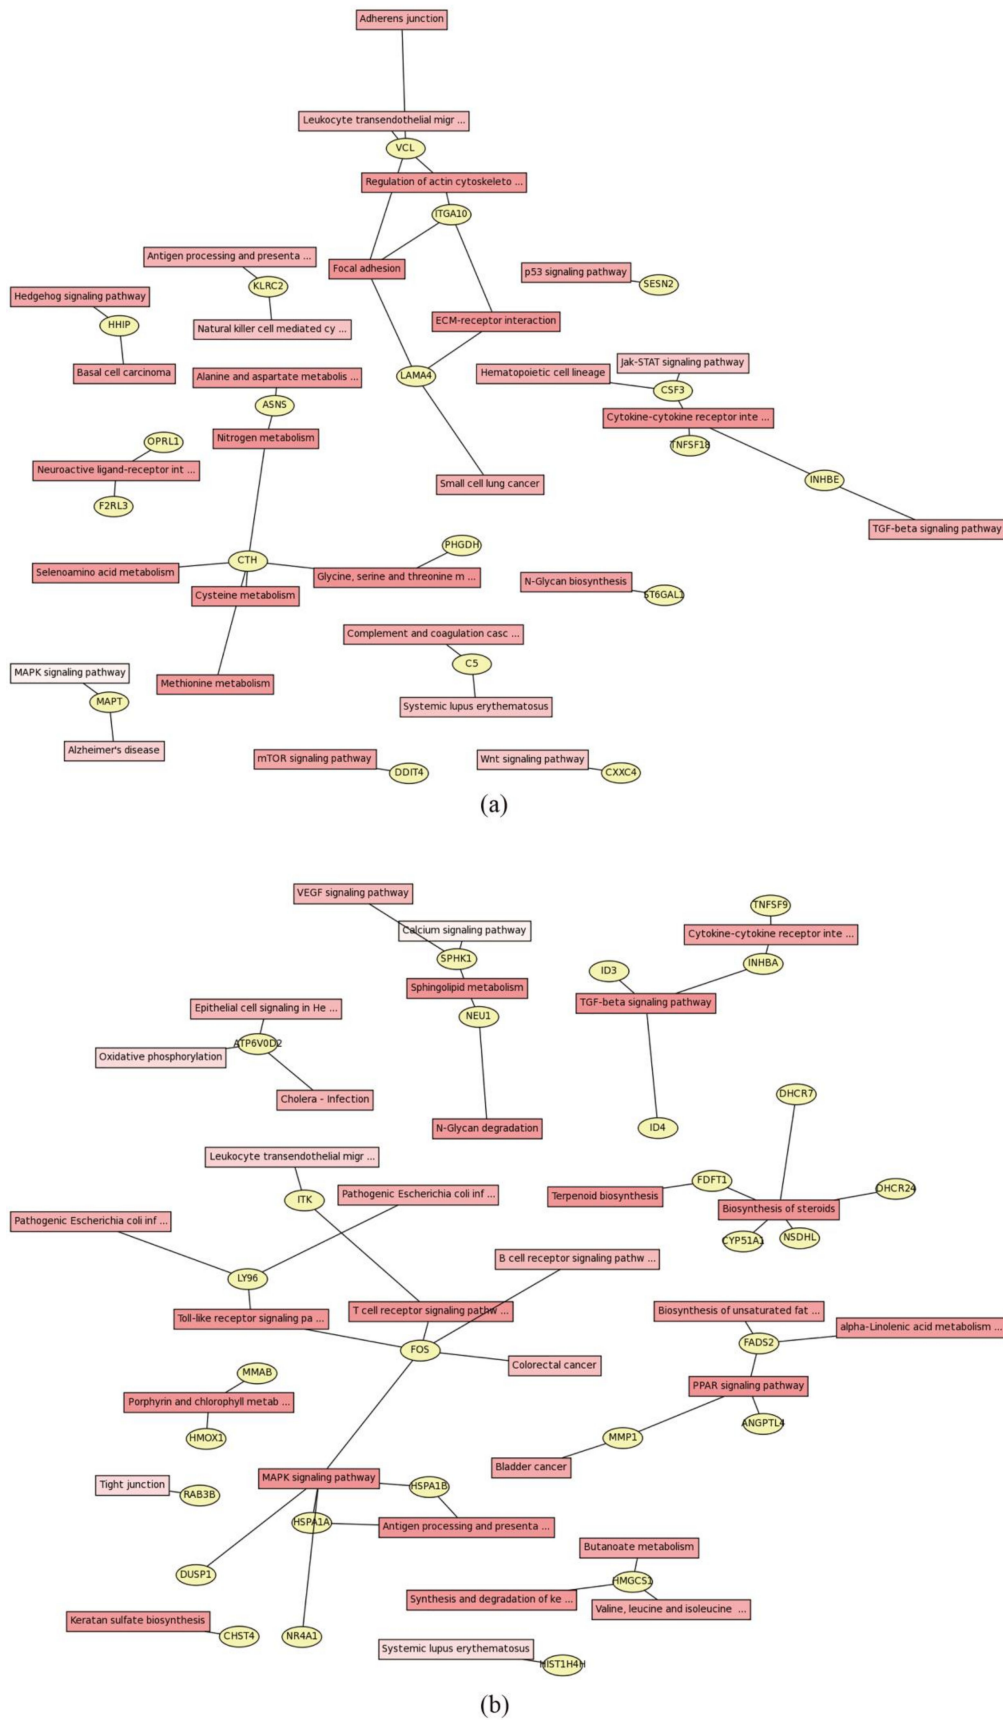 Adherens junction
Leukocyte transendothelial migr ...
VCL
Regulation of actin cytoskeleto ...
ITGA10
Antigen processing and presenta ...
Focal adhesion
p53 signaling pathway
KLRC2
SESN2
Hedgehog signaling pathway
HHIP
Natural killer cell mediated cy ...
ECM-receptor interaction
Basal cell carcinoma
Alanine and aspartate metabolis ...
LAMA4
Hematopoietic cell lineage
Jak-STAT signaling pathway
CSF3
ASNS
Cytokine-cytokine receptor inte ...
Nitrogen metabolism
OPRL1
TNFSF18
Neuroactive ligand-receptor int ...
Small cell lung cancer
INHBE
F2RL3
TGF-beta signaling pathway
PHGDH
CTH
Selenoamino acid metabolism
Glycine, serine and threonine m ...
N-Glycan biosynthesis
Cysteine metabolism
ST6GAL1
Complement and coagulation casc ...
C5
MAPK signaling pathway
Methionine metabolism
MAPT
Systemic lupus erythematosus
Alzheimer's disease
mTOR signaling pathway
DDIT4
Wnt signaling pathway
CXXC4
(a)
VEGF signaling pathway
TNFSF9
Calcium signaling pathway
Cytokine-cytokine receptor inte ...
SPHK1
INHBA
ID3
Sphingolipid metabolism
TGF-beta signaling pathway
Epithelial cell signaling in He ...
NEU1
ATP6V0D2
Oxidative phosphorylation
Cholera - Infection
DHCR7
N-Glycan degradation
ID4
Leukocyte transendothelial migr ...
FDFT1
DHCR24
ITK
Pathogenic Escherichia coli inf ...
Terpenoid biosynthesis
Biosynthesis of steroids
Pathogenic Escherichia coli inf ...
CYP51A1
NSDHL
B cell receptor signaling pathw ...
LY96
Toll-like receptor signaling pa ...
T cell receptor signaling pathw ...
Biosynthesis of unsaturated fat ...
alpha-Linolenic acid metabolism ...
FOS
FADS2
Colorectal cancer
MMAB
PPAR signaling pathway
Porphyrin and chlorophyll metab ...
ANGPTL4
HMOX1
MMP1
Bladder cancer
MAPK signaling pathway
Tight junction
HSPA1B
RAB3B
HSPA1A
Antigen processing and presenta ...
Butanoate metabolism
DUSP1
HMGCS1
Synthesis and degradation of ke ...
Valine, leucine and isoleucine ...
Keratan sulfate biosynthesis
CHST4
NR4A1
Systemic lupus erythematosus
HIST1H4H
(b)